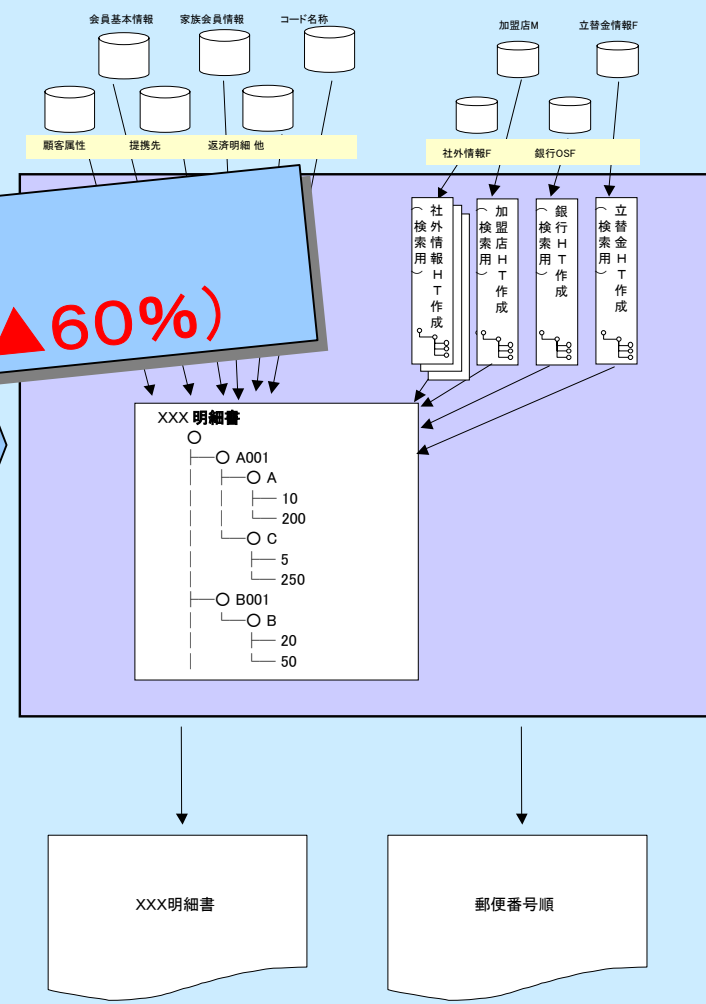 会員基本情報
家族会員情報
コード名称
加盟店M
立替金情報F
顧客属性
提携先
返済明細 他
社外情報F
銀行OSF
社外情報HT作成
（検索用）
加盟店HT作成
（検索用）
銀行HT作成
（検索用）
立替金HT作成
（検索用）
▲60%）
XXX 明細書
A001
A
10
200
C
5
250
B001
B
20
50
XXX明細書
郵便番号順